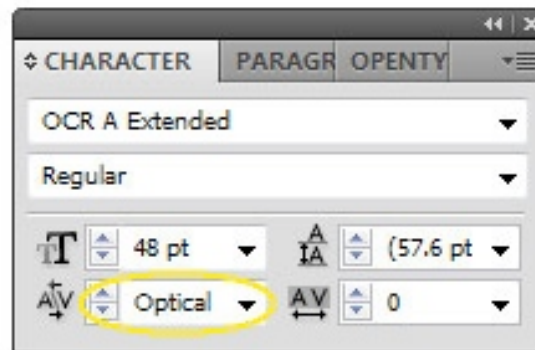 CHARACTER PARAGR OPENTY
OCR A Extended
Regular
48 pt (57.6 pt
Optical 0